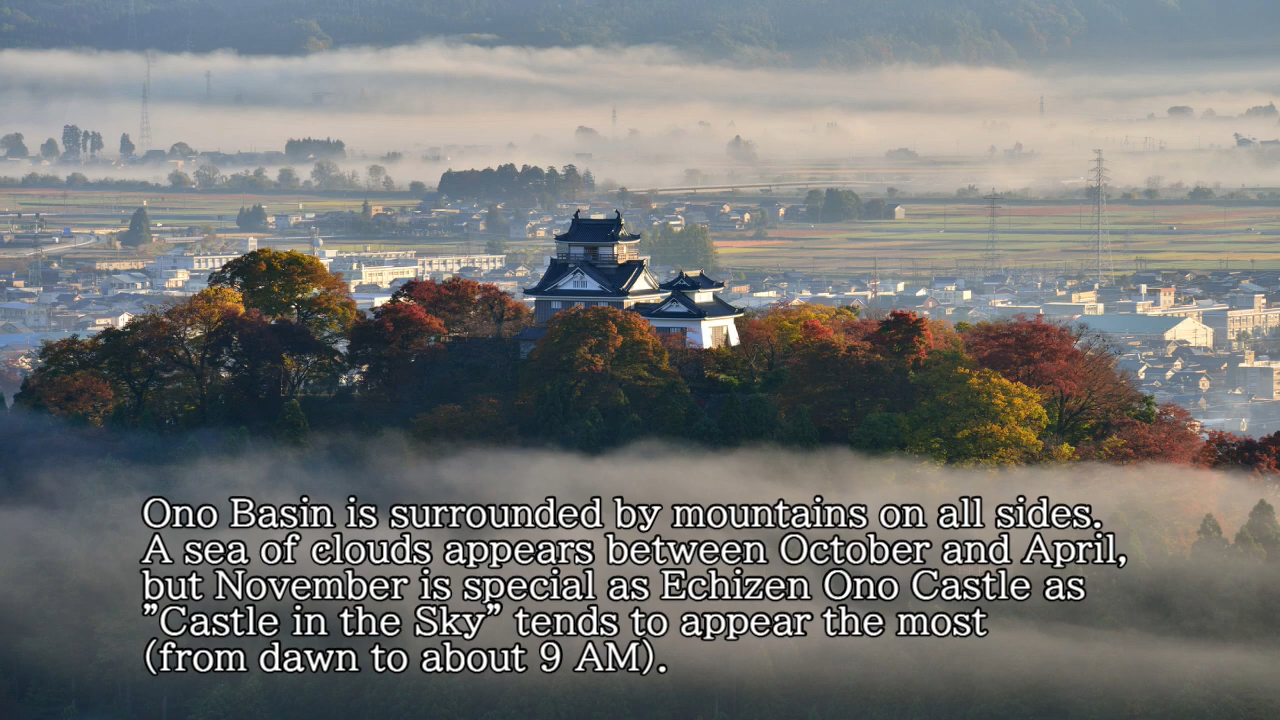 Ono Basin is surrounded by mountains on all sides.
A sea of clouds appears between October and April,
but November is special as Echizen Ono Castle as
”Castle in the Sky” tends to appear the most
(from dawn to about 9 AM).